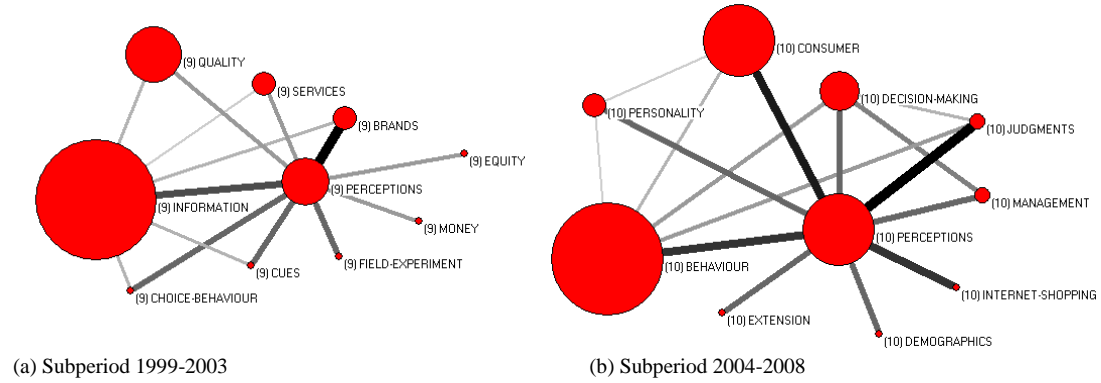 (9) QUALITY
(9) SERVICES
(9) BRANDS
(9) EQUITY
(9) PERCEPTIONS
(9) INFORMATION
(9) MONEY
(9) FIELD-EXPERIMENT
(9) CUES
(9) CHOICE-BEHAVIOUR
(a) Subperiod 1999-2003
(10) CONSUMER
(10) DECISION-MAKING
(10) PERSONALITY
(10) JUDGMENTS
(10) MANAGEMENT
(10) PERCEPTIONS
(10) BEHAVIOUR
(10) INTERNET-SHOPPING
(10) EXTENSION
(10) DEMOGRAPHICS
(b) Subperiod 2004-2008